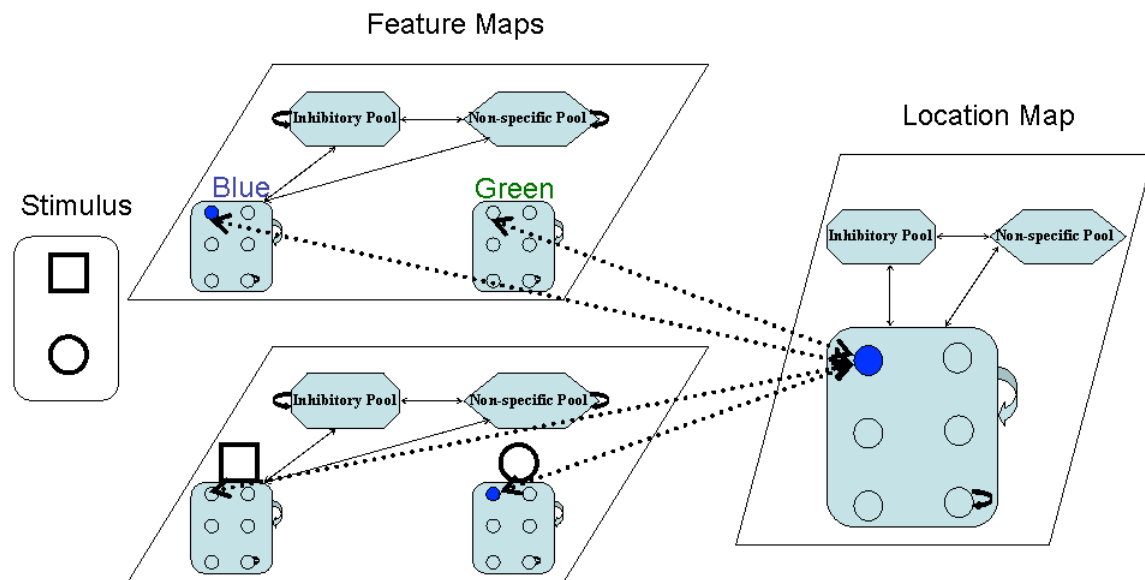 Feature Maps
Inhibitory Pool
Non-specific Pool
Location Map
Blue
Green
Stimulus
Inhibitory Pool
Non-specific Pool
Inhibitory Pool
Non-specific Pool